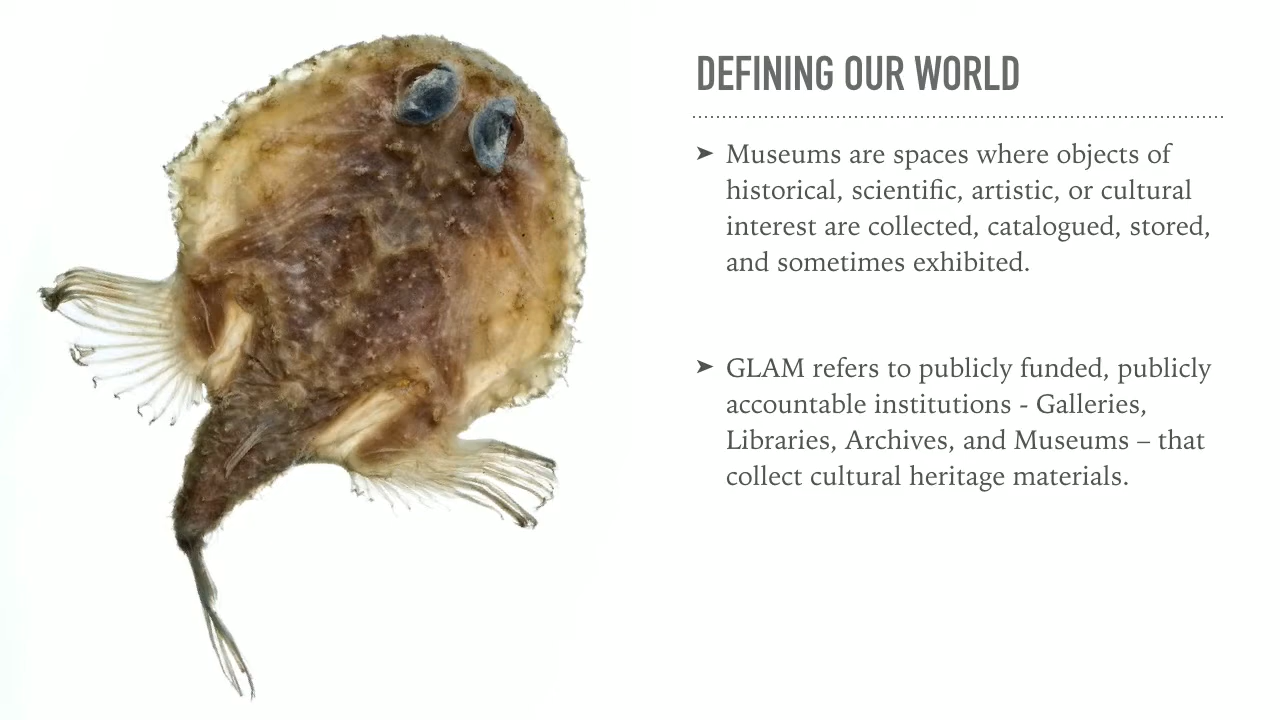 DEFINING OUR WORLD
➤ Museums are spaces where objects of
historical, scientific, artistic, or cultural
interest are collected, catalogued, stored,
and sometimes exhibited.
➤ GLAM refers to publicly funded, publicly
accountable institutions - Galleries,
Libraries, Archives, and Museums – that
collect cultural heritage materials.